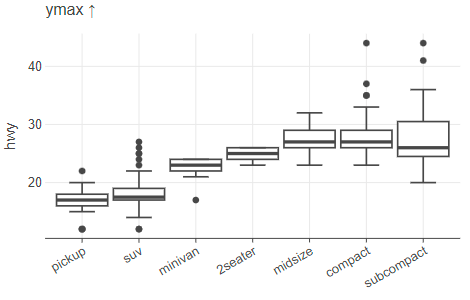 ymax ↑
hwy
40
30
20
pickup
suv
minivan
2seater
midsize
compact
subcompact